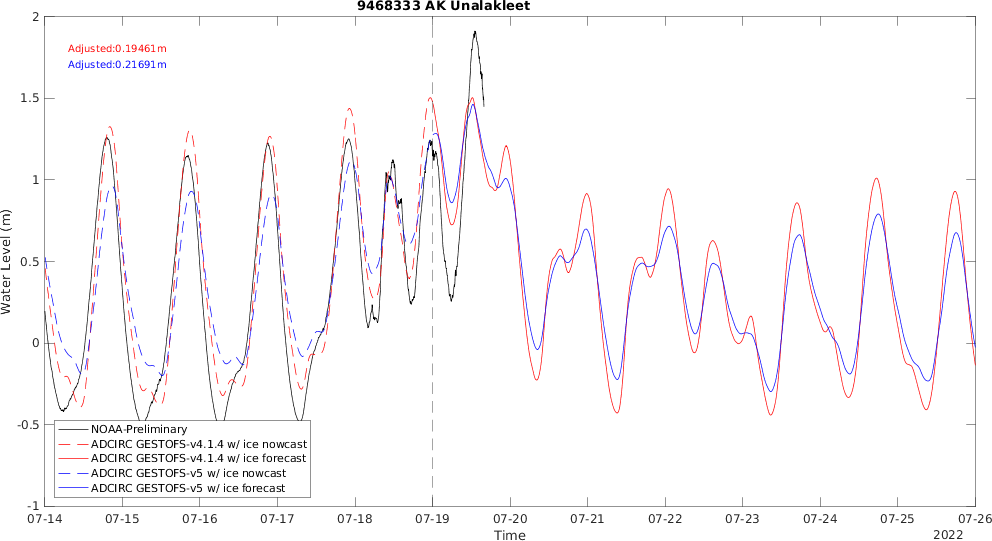 9468333 AK Unalakleet
Adjusted:0.19461m
Adjusted:0.21691m
Water Level (m)
2
1.5
1
0.5
0
-0.5
-1
NOAA-Preliminary
ADCIRC GESTOFS-v4.1.4 w/ ice nowcast
ADCIRC GESTOFS-v4.1.4 w/ ice forecast
ADCIRC GESTOFS-v5 w/ ice nowcast
ADCIRC GESTOFS-v5 w/ ice forecast
07-14 07-15 07-16 07-17 07-18 07-19 07-20 07-21 07-22 07-23 07-24 07-25 07-26
Time
2022